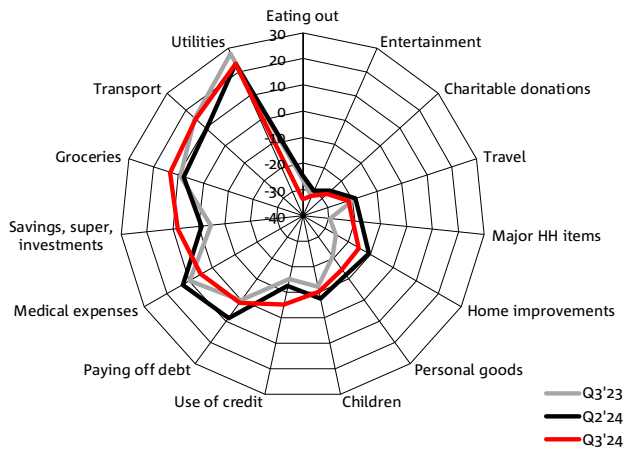 Eating out
Entertainment
Charitable donations
Travel
Major HH items
Home improvements
Personal goods
Children
Use of credit
Paying off debt
Medical expenses
Savings, super,
investments
Groceries
Transport
Utilities
30
20
10
0
-10
-20
-30
-40
Q3'23
Q2'24
Q3'24